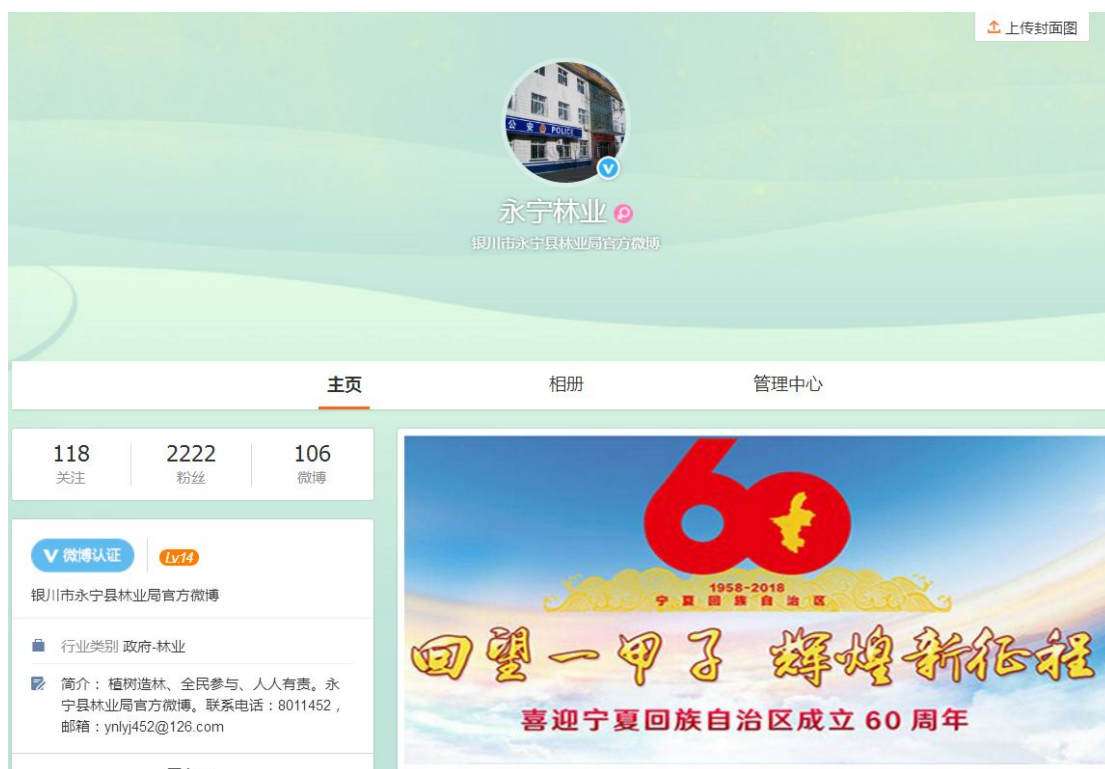 上传封面图
公安 POLICE
永宁林业
银川市永宁县林业局官方微博
主页
相册
管理中心
118
关注
2222
粉丝
106
微博
V 微博认证
Lv.14
银川市永宁县林业局官方微博
行业类别 政府-林业
简介： 植树造林、全民参与、人人有责。永
宁县林业局官方微博。联系电话：8011452，
邮箱：ynlyj452@126.com
60
1958-2018
宁夏回族自治区
回望一甲子 辉煌新征程
喜迎宁夏回族自治区成立 60 周年